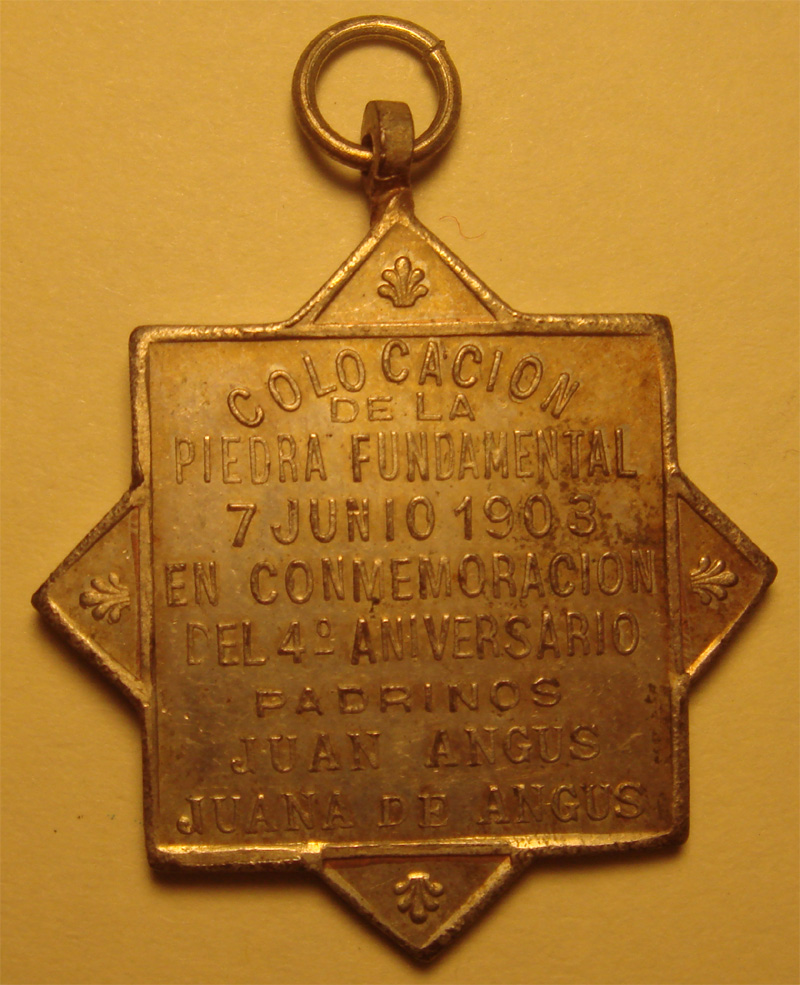 COLOCACION
DE LA
PIEDRA FUNDAMENTAL
7 JUNIO 1903
EN CONMEMORACION
DEL 4º ANIVERSARIO
PADRINOS
JUAN ANGUS
JUANA DE ANGUS